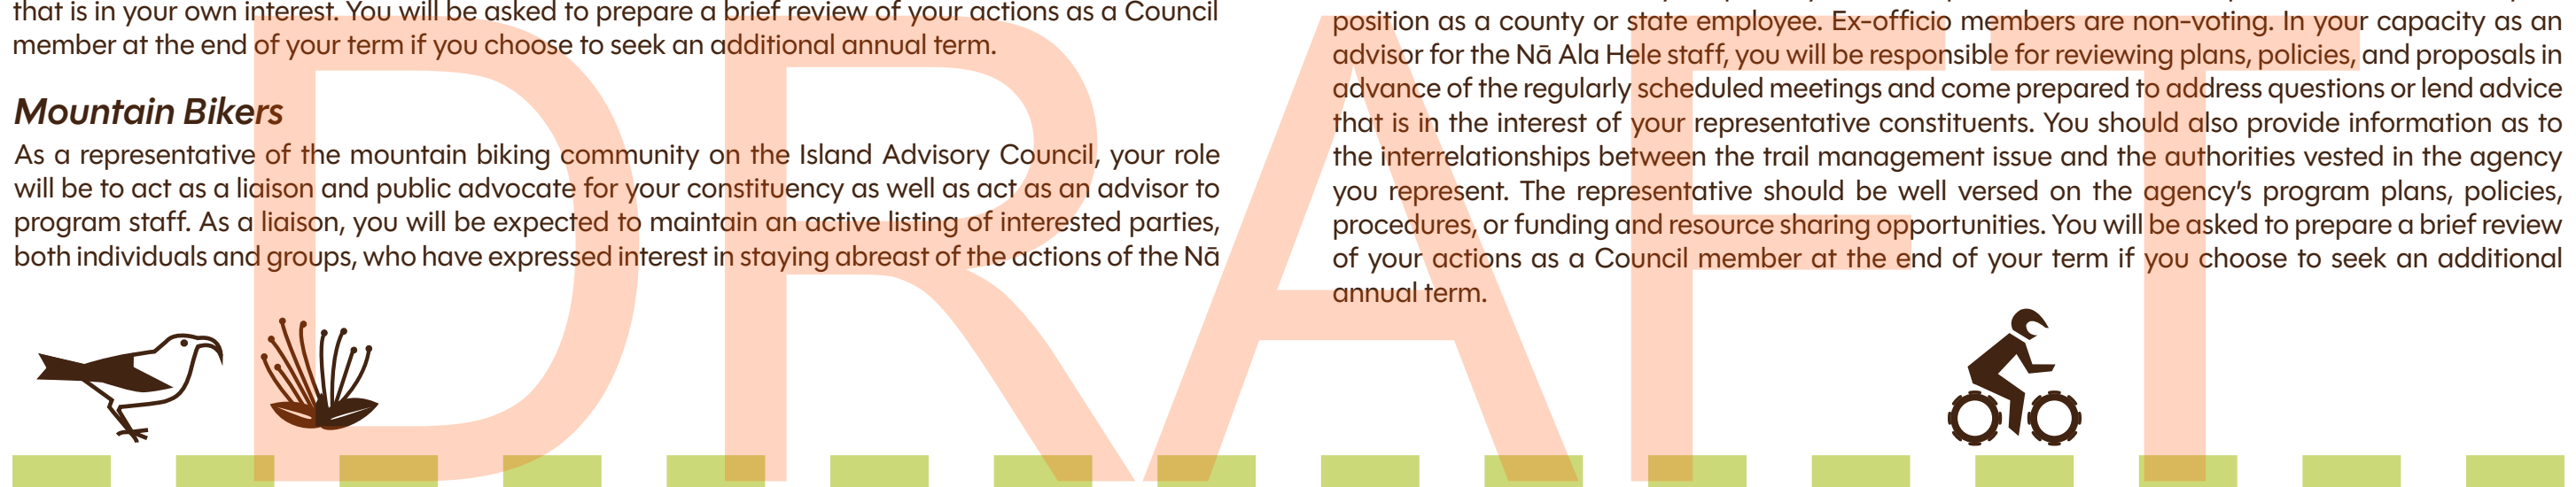 that is in your own interest. You will be asked to prepare a brief review of your actions as a Council
member at the end of your term if you choose to seek an additional annual term.
Mountain Bikers
As a representative of the mountain biking community on the Island Advisory Council, your role
will be to act as a liaison and public advocate for your constituency as well as act as an advisor to
program staff. As a liaison, you will be expected to maintain an active listing of interested parties,
both individuals and groups, who have expressed interest in staying abreast of the actions of the Nā
position as a county or state employee. Ex-officio members are non-voting. In your capacity as an
advisor for the Nā Ala Hele staff, you will be responsible for reviewing plans, policies, and proposals in
advance of the regularly scheduled meetings and come prepared to address questions or lend advice
that is in the interest of your representative constituents. You should also provide information as to
the interrelationships between the trail management issue and the authorities vested in the agency
you represent. The representative should be well versed on the agency's program plans, policies,
procedures, or funding and resource sharing opportunities. You will be asked to prepare a brief review
of your actions as a Council member at the end of your term if you choose to seek an additional
annual term.
DRAFT